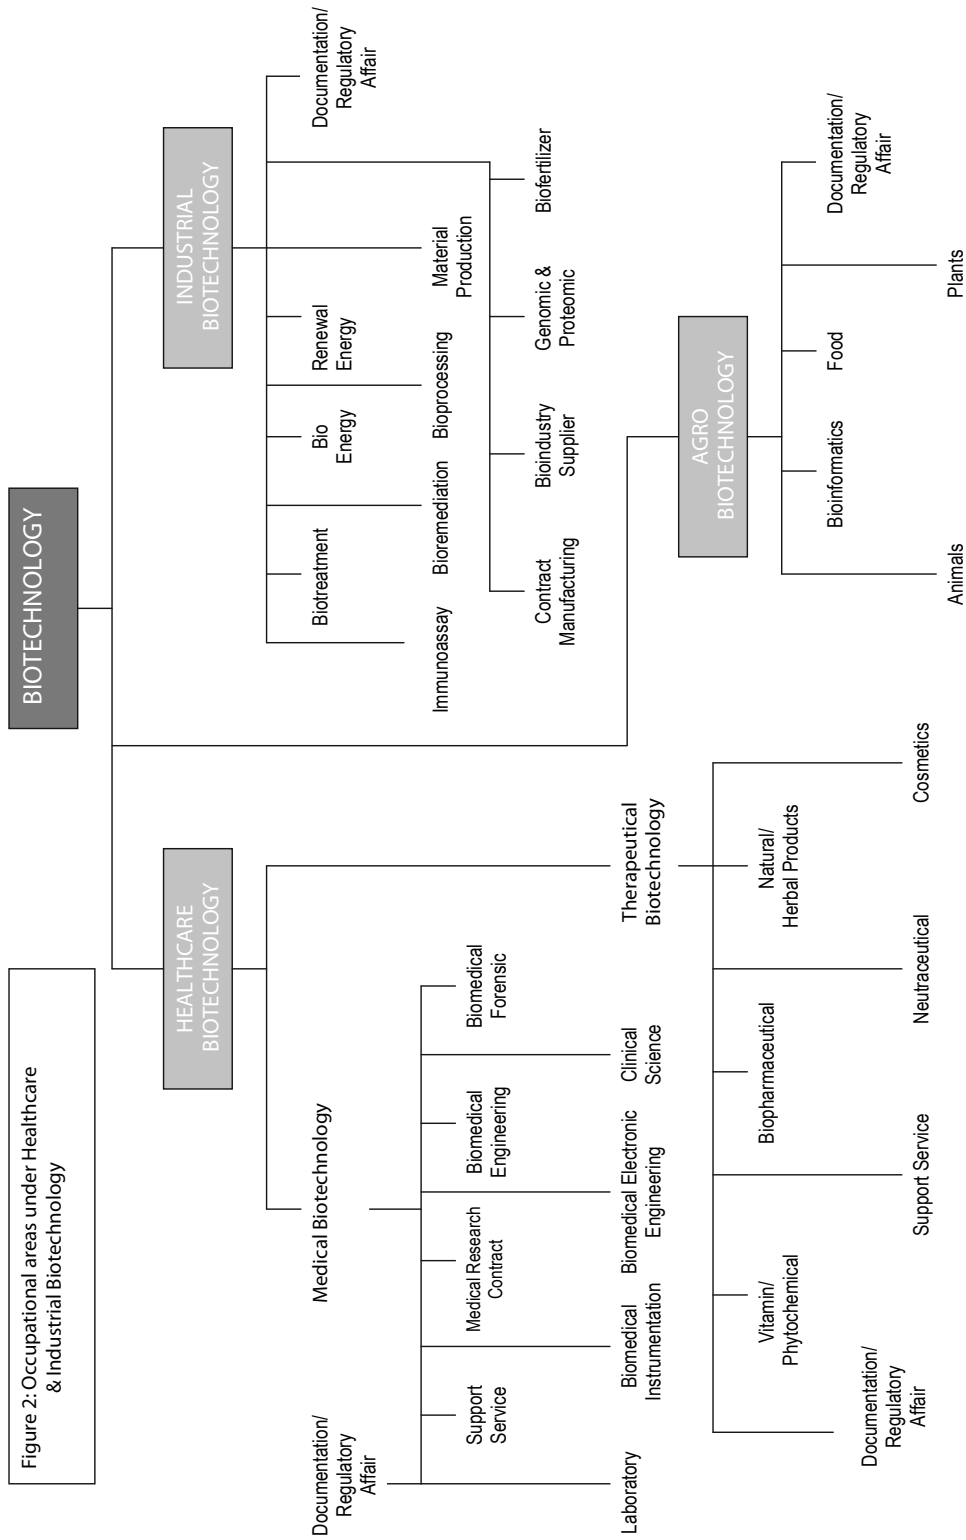 Figure 2: Occupational areas under Healthcare
& Industrial Biotechnology
BIOTECHNOLOGY
HEALTHCARE
BIOTECHNOLOGY
INDUSTRIAL
BIOTECHNOLOGY
Medical Biotechnology
Documentation/
Regulatory
Affair
Support
Service
Medical Research
Contract
Biomedical
Engineering
Biomedical
Forensic
Laboratory
Biomedical
Instrumentation
Biomedical Electronic
Engineering
Clinical
Science
Therapeutical
Biotechnology
Vitamin/
Phytochemical
Biopharmaceutical
Natural/
Herbal Products
Documentation/
Regulatory
Affair
Support Service
Neutraceutical
Cosmetics
Biotreatment
Bio
Energy
Renewal
Energy
Documentation/
Regulatory
Affair
Immunoassay
Bioremediation
Bioprocessing
Material
Production
Contract
Manufacturing
Bioindustry
Supplier
Genomic &
Proteomic
Biofertilizer
AGRO
BIOTECHNOLOGY
Bioinformatics
Food
Documentation/
Regulatory
Affair
Animals
Plants